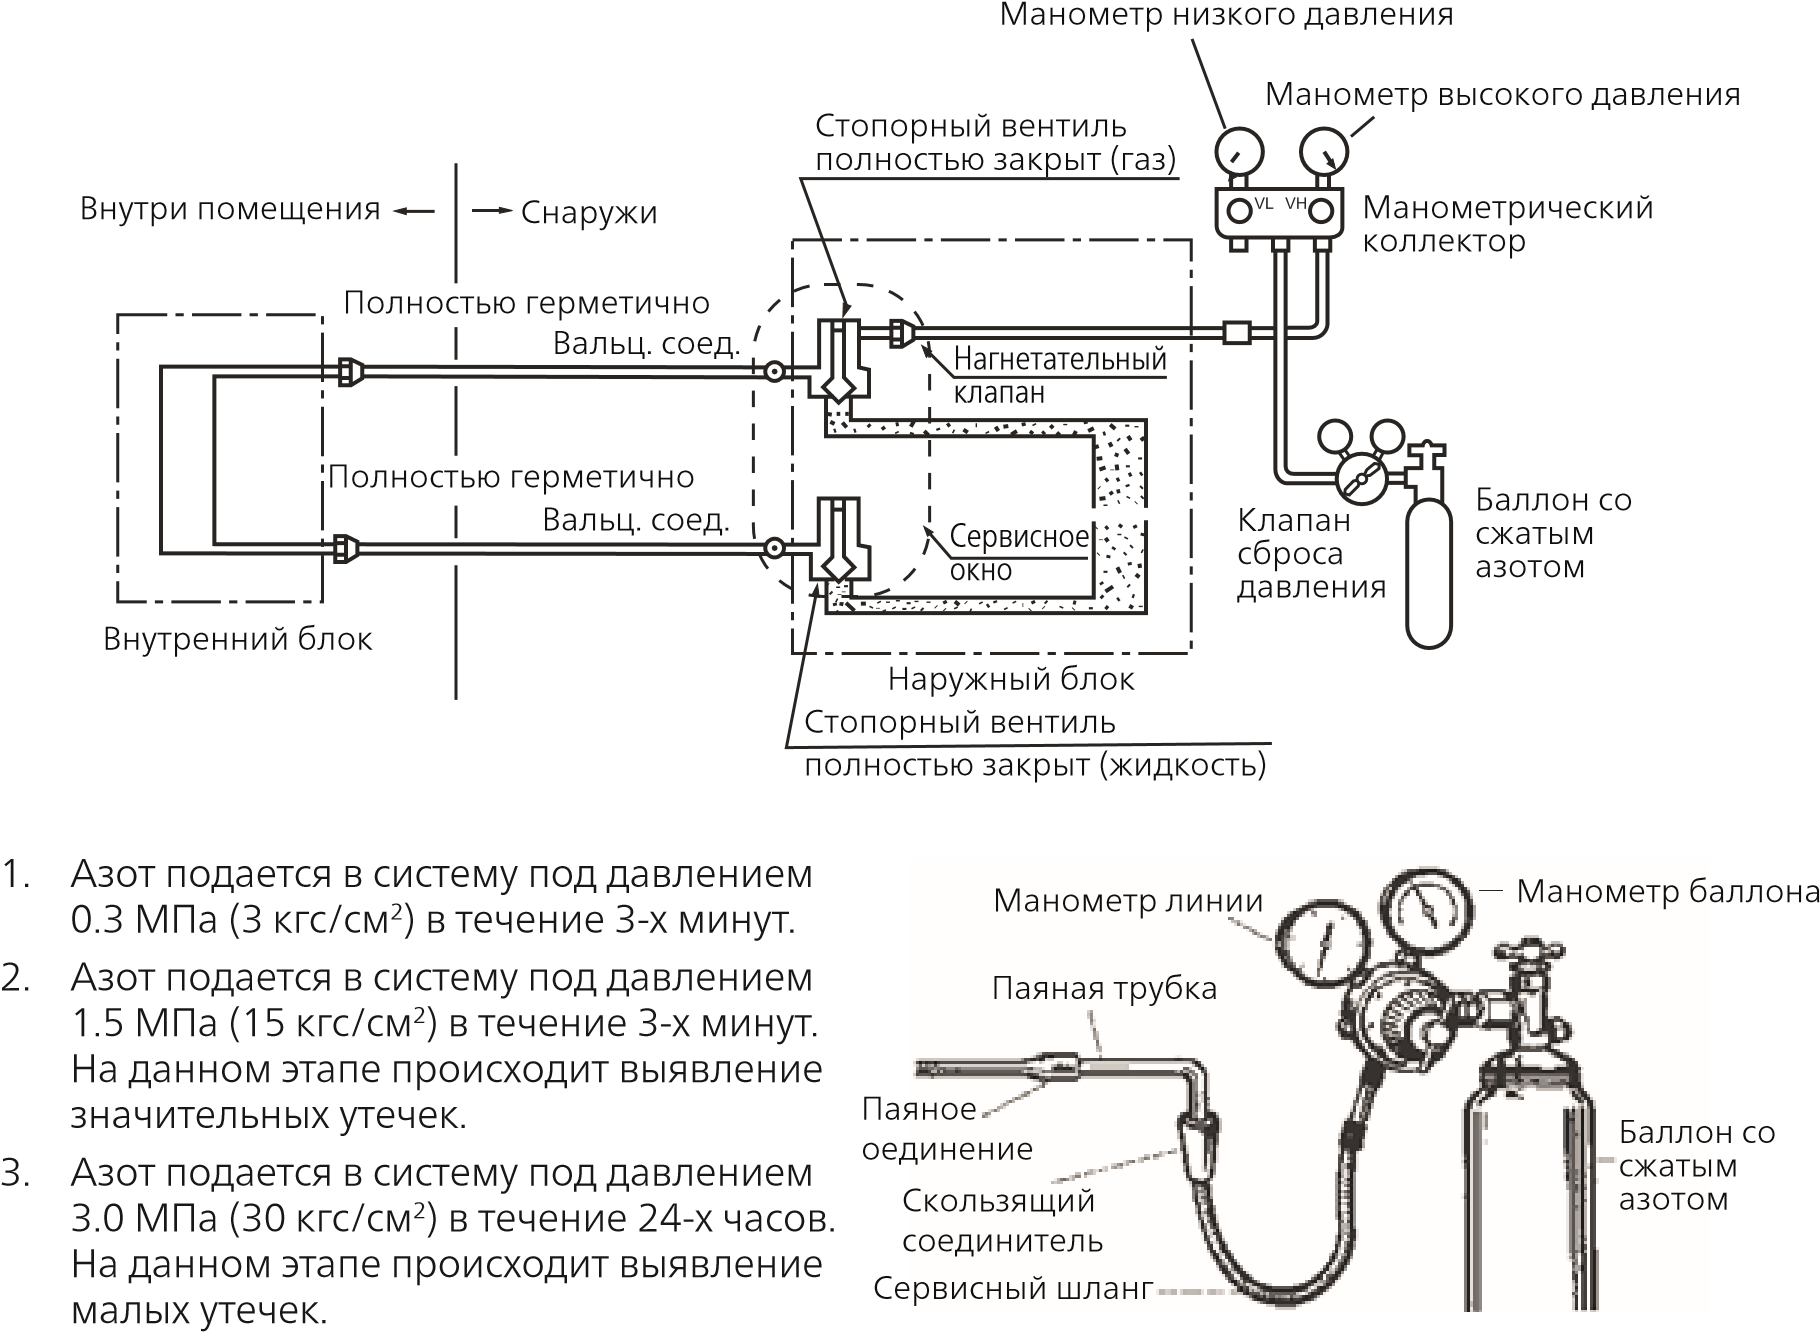 Манометр низкого давления
Манометр высокого давления
Стопорный вентиль
полностью закрыт (газ)
Внутри помещения
Снаружи
VL VH
Манометрический
коллектор
Полностью герметично
Вальц. соед.
Нагнетательный
клапан
Полностью герметично
Вальц. соед.
Сервисное
окно
Клапан
сброса
давления
Баллон со
сжатым
азотом
Внутренний блок
Наружный блок
Стопорный вентиль
полностью закрыт (жидкость)
1. Азот подается в систему под давлением
0.3 МПа (3 кгс/см²) в течение 3-х минут.
2. Азот подается в систему под давлением
1.5 МПа (15 кгс/см²) в течение 3-х минут.
На данном этапе происходит выявление
значительных утечек.
3. Азот подается в систему под давлением
3.0 МПа (30 кгс/см²) в течение 24-х часов.
На данном этапе происходит выявление
малых утечек.
Манометр линии
Манометр баллона
Паяная трубка
Паяное
оединение
Скользящий
соединитель
Сервисный шланг
Баллон со
сжатым
азотом